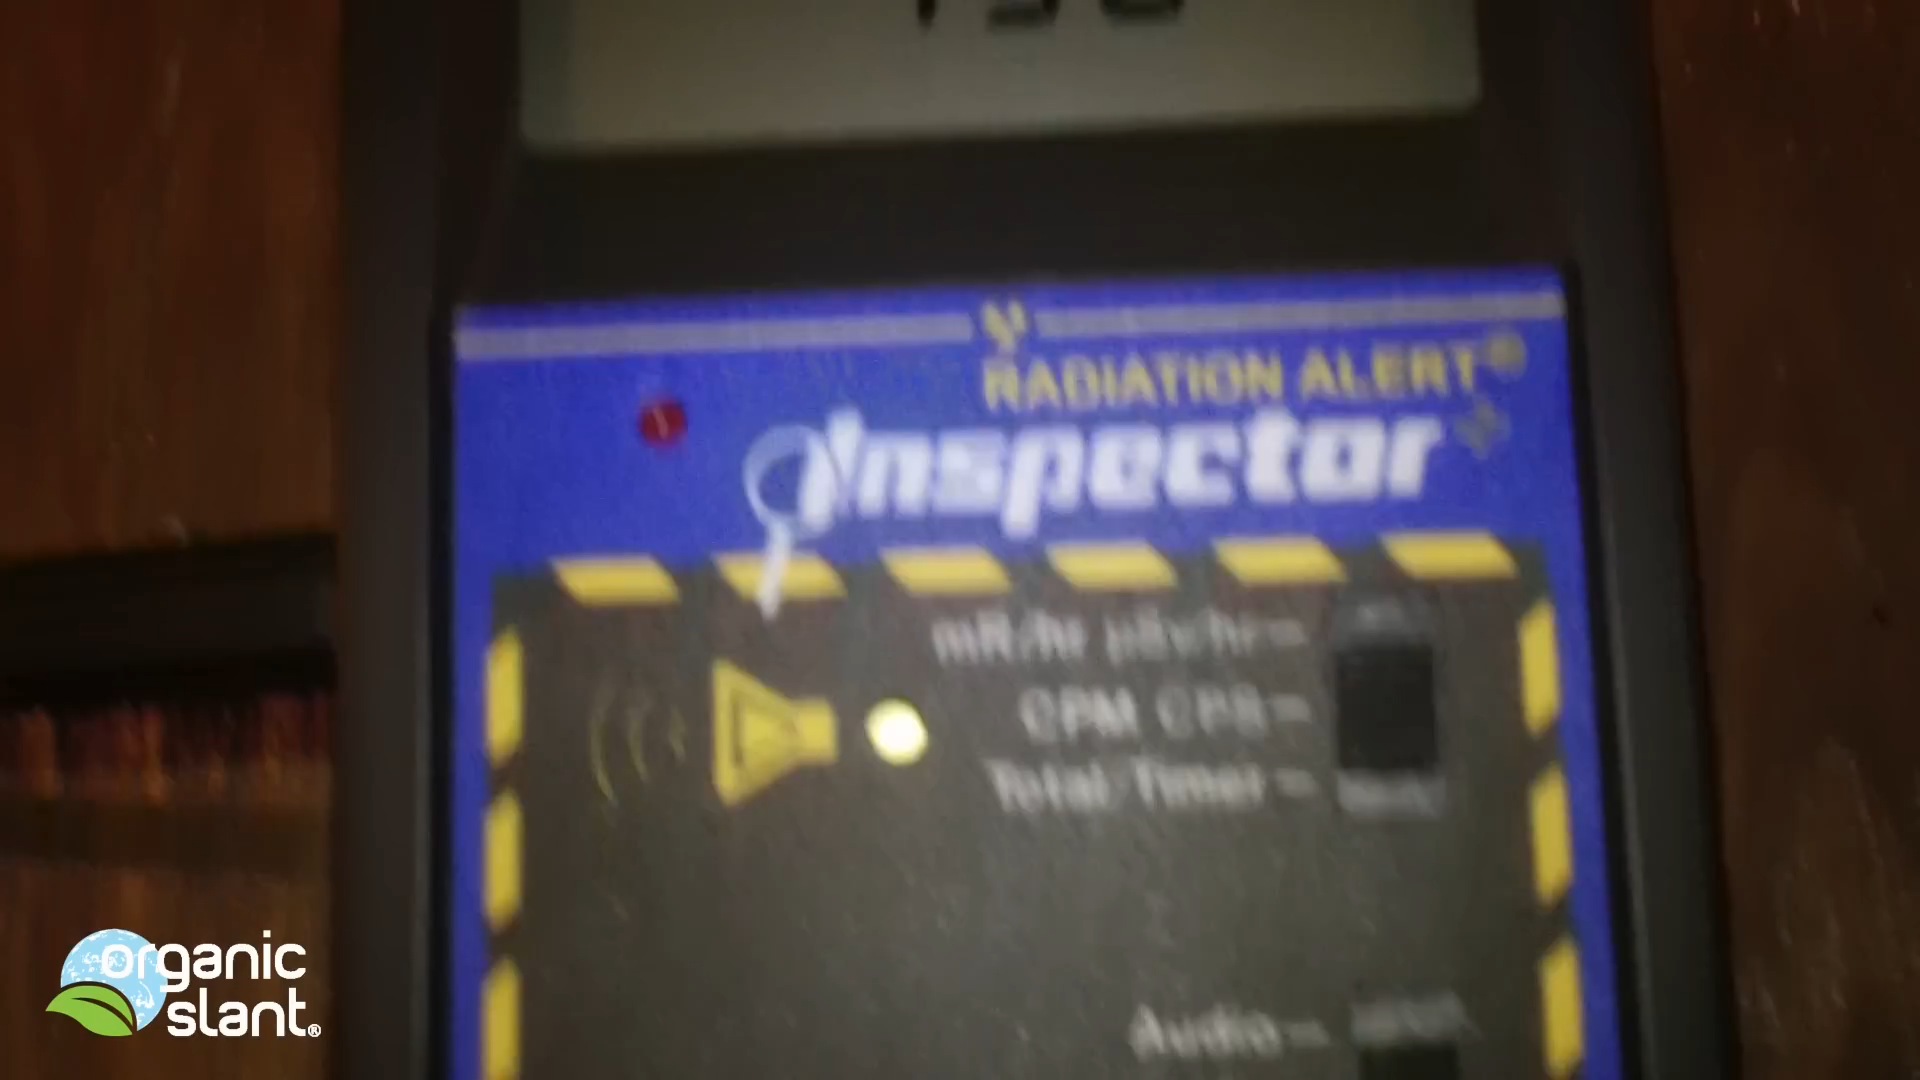 RADIATION ALERT®
Inspector+
mR/hr µSv/hr
CPM CPS
Total/Timer
Audio
organic
slant®